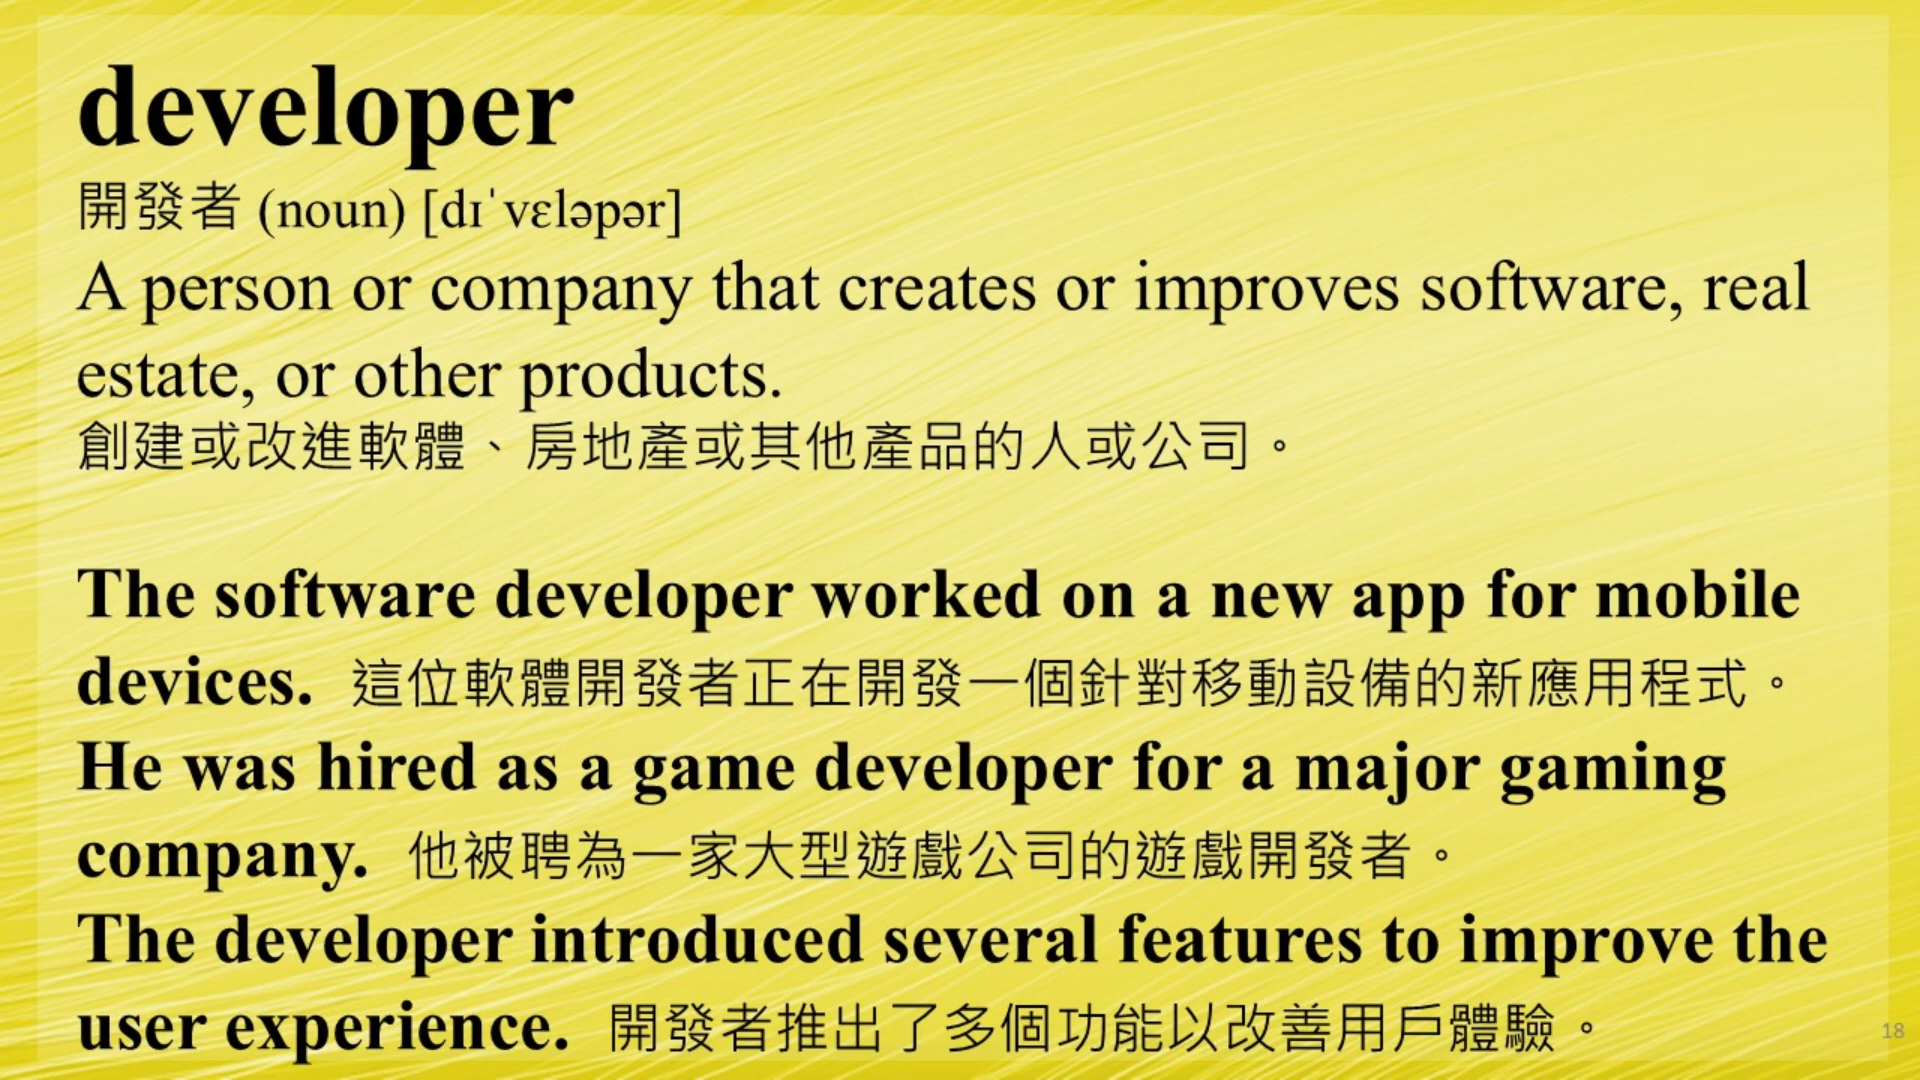 developer
開發者 (noun) [dɪˈvɛləpər]
A person or company that creates or improves software, real
estate, or other products.
創建或改進軟體、房地產或其他產品的人或公司。
The software developer worked on a new app for mobile
devices. 這位軟體開發者正在開發一個針對移動設備的新應用程式。
He was hired as a game developer for a major gaming
company. 他被聘為一家大型遊戲公司的遊戲開發者。
The developer introduced several features to improve the
user experience. 開發者推出了多個功能以改善用戶體驗。
18